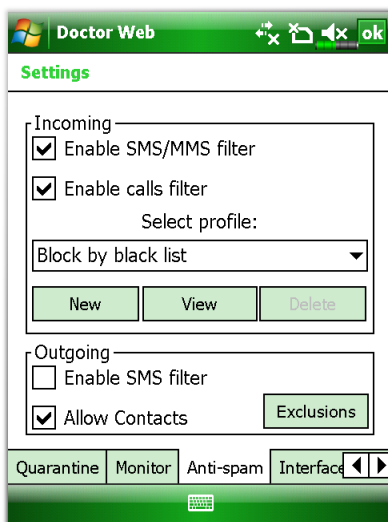 Doctor Web
ok
Settings
Incoming
Enable SMS/MMS filter
Enable calls filter
Select profile:
Block by black list
New View Delete
Outgoing
Enable SMS filter
Allow Contacts
Exclusions
Quarantine Monitor Anti-spam Interface